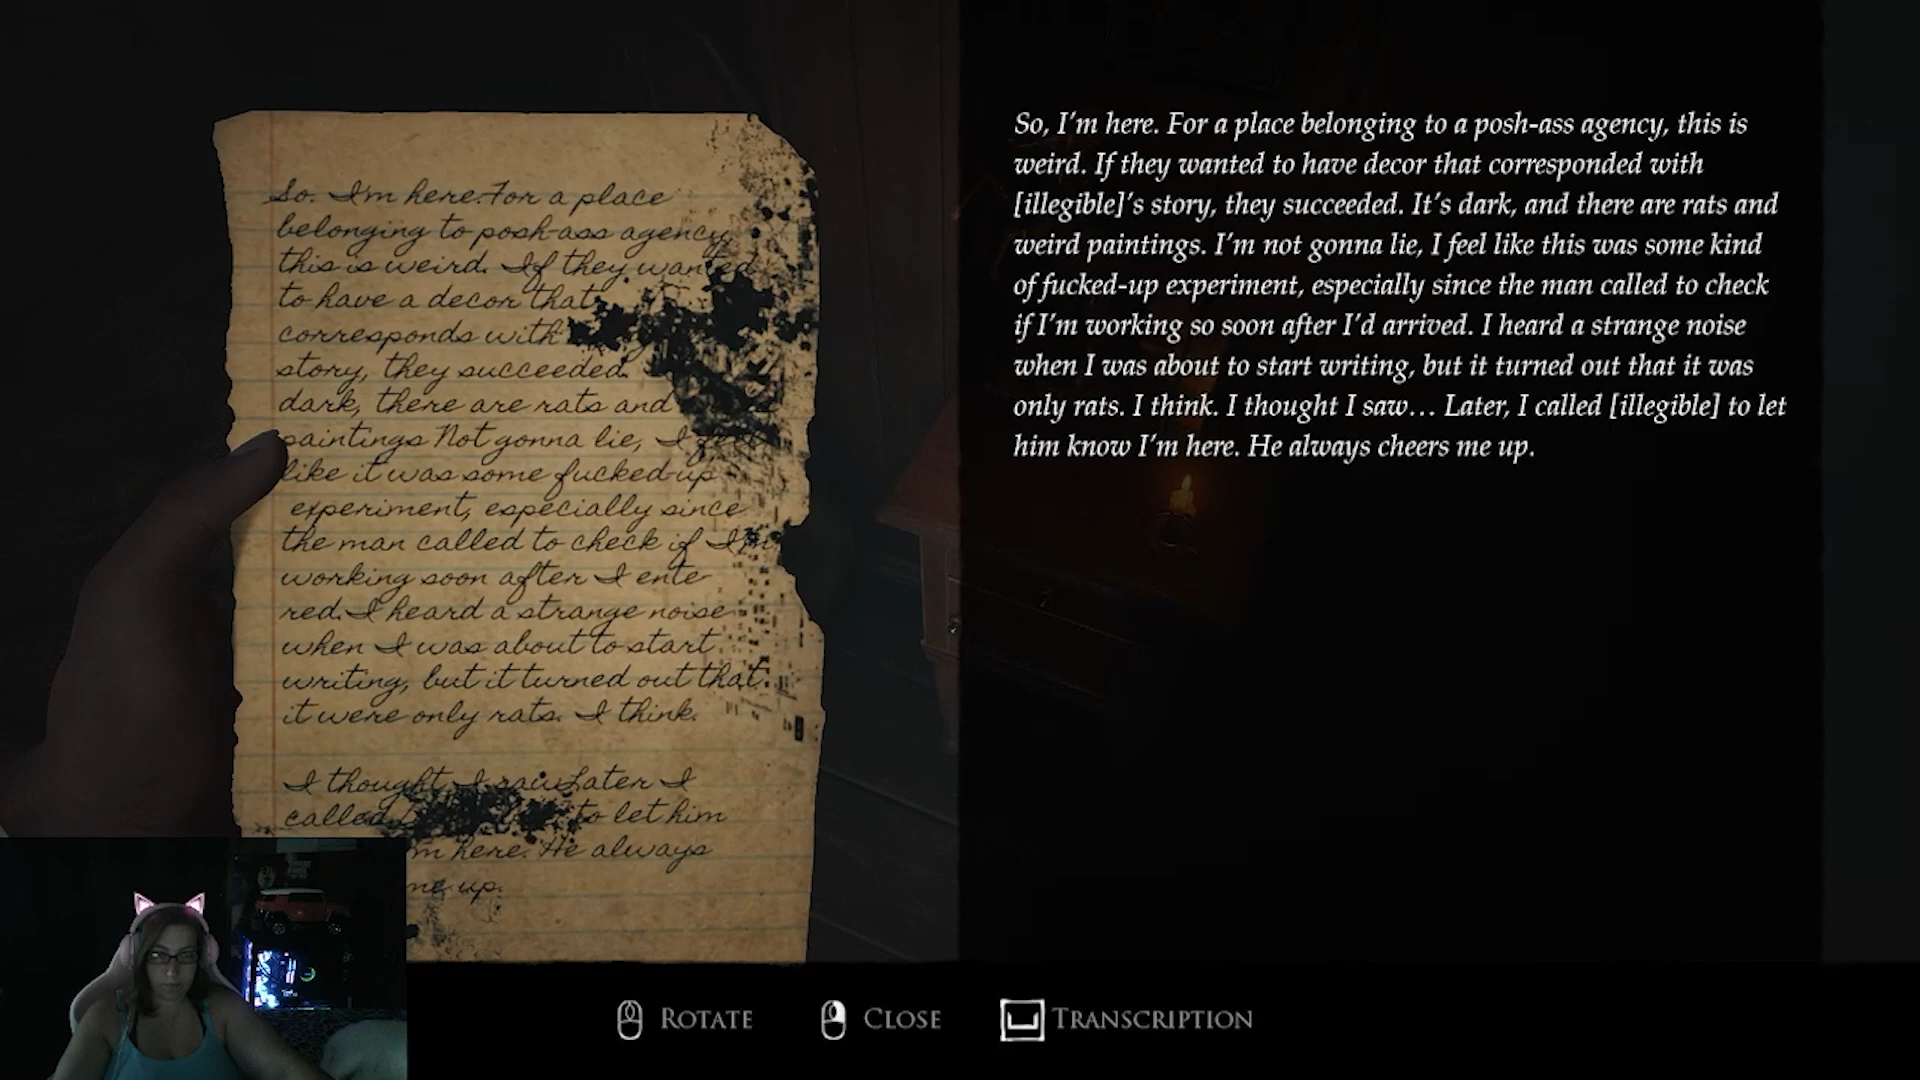 So. I'm here. For a place
belonging to posh-ass agency,
this is weird. If they wanted
to have a decor that
corresponds with
story, they succeeded.
dark, there are rats and
paintings Not gonna lie, I feel
like it was some fucked-up
experiment, especially since
the man called to check if I'm
working soon after I ente
red. I heard a strange noise
when I was about to start
writing, but it turned out that
it were only rats. I think.
I thought I saw Later I
called to let him
m here. He always
me up.
So, I'm here. For a place belonging to a posh-ass agency, this is
weird. If they wanted to have decor that corresponded with
[illegible]'s story, they succeeded. It's dark, and there are rats and
weird paintings. I'm not gonna lie, I feel like this was some kind
of fucked-up experiment, especially since the man called to check
if I'm working so soon after I'd arrived. I heard a strange noise
when I was about to start writing, but it turned out that it was
only rats. I think. I thought I saw… Later, I called [illegible] to let
him know I'm here. He always cheers me up.
ROTATE
CLOSE
TRANSCRIPTION